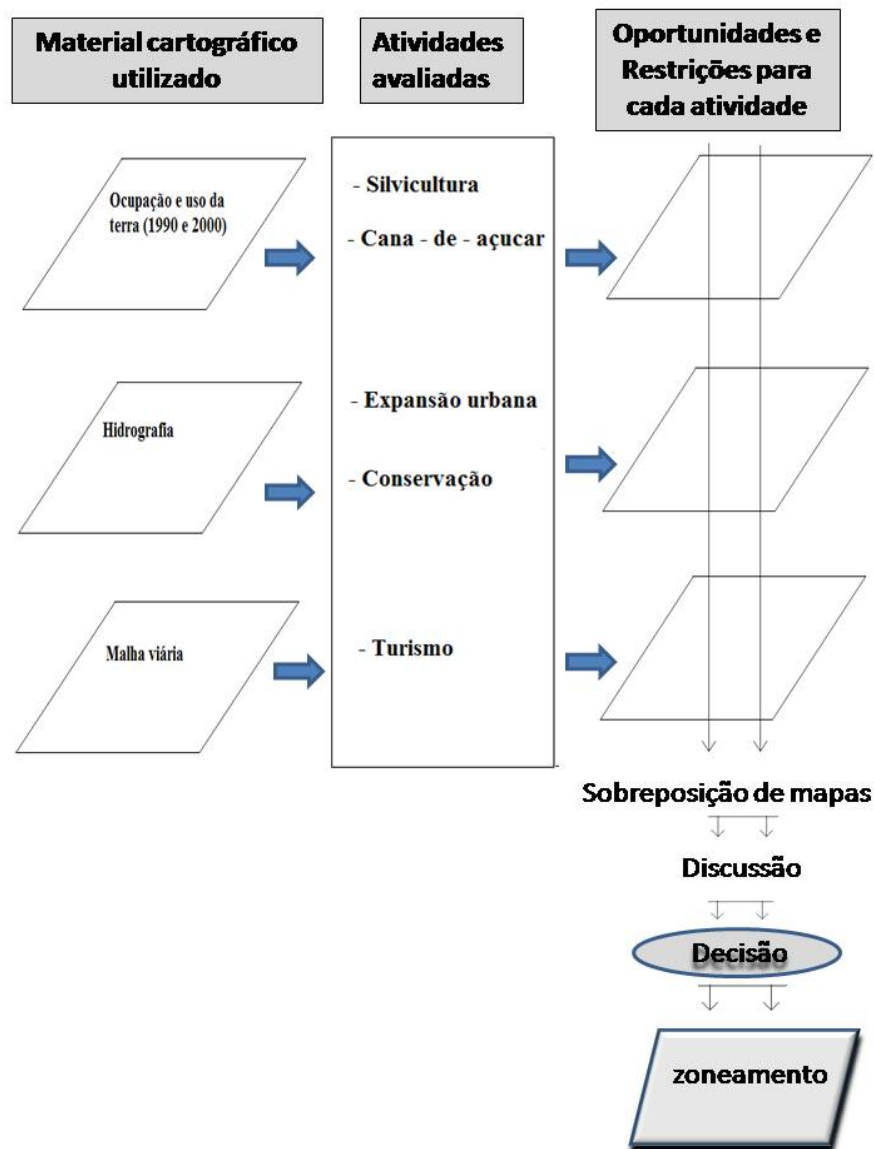 Material cartográfico
utilizado
Atividades
avaliadas
Oportunidades e
Restrições para
cada atividade
Ocupação e uso da
terra (1990 e 2000)
- Silvicultura
- Cana - de - açucar
Hidrografia
- Expansão urbana
- Conservação
Malha viária
- Turismo
Sobreposição de mapas
Discussão
Decisão
zoneamento